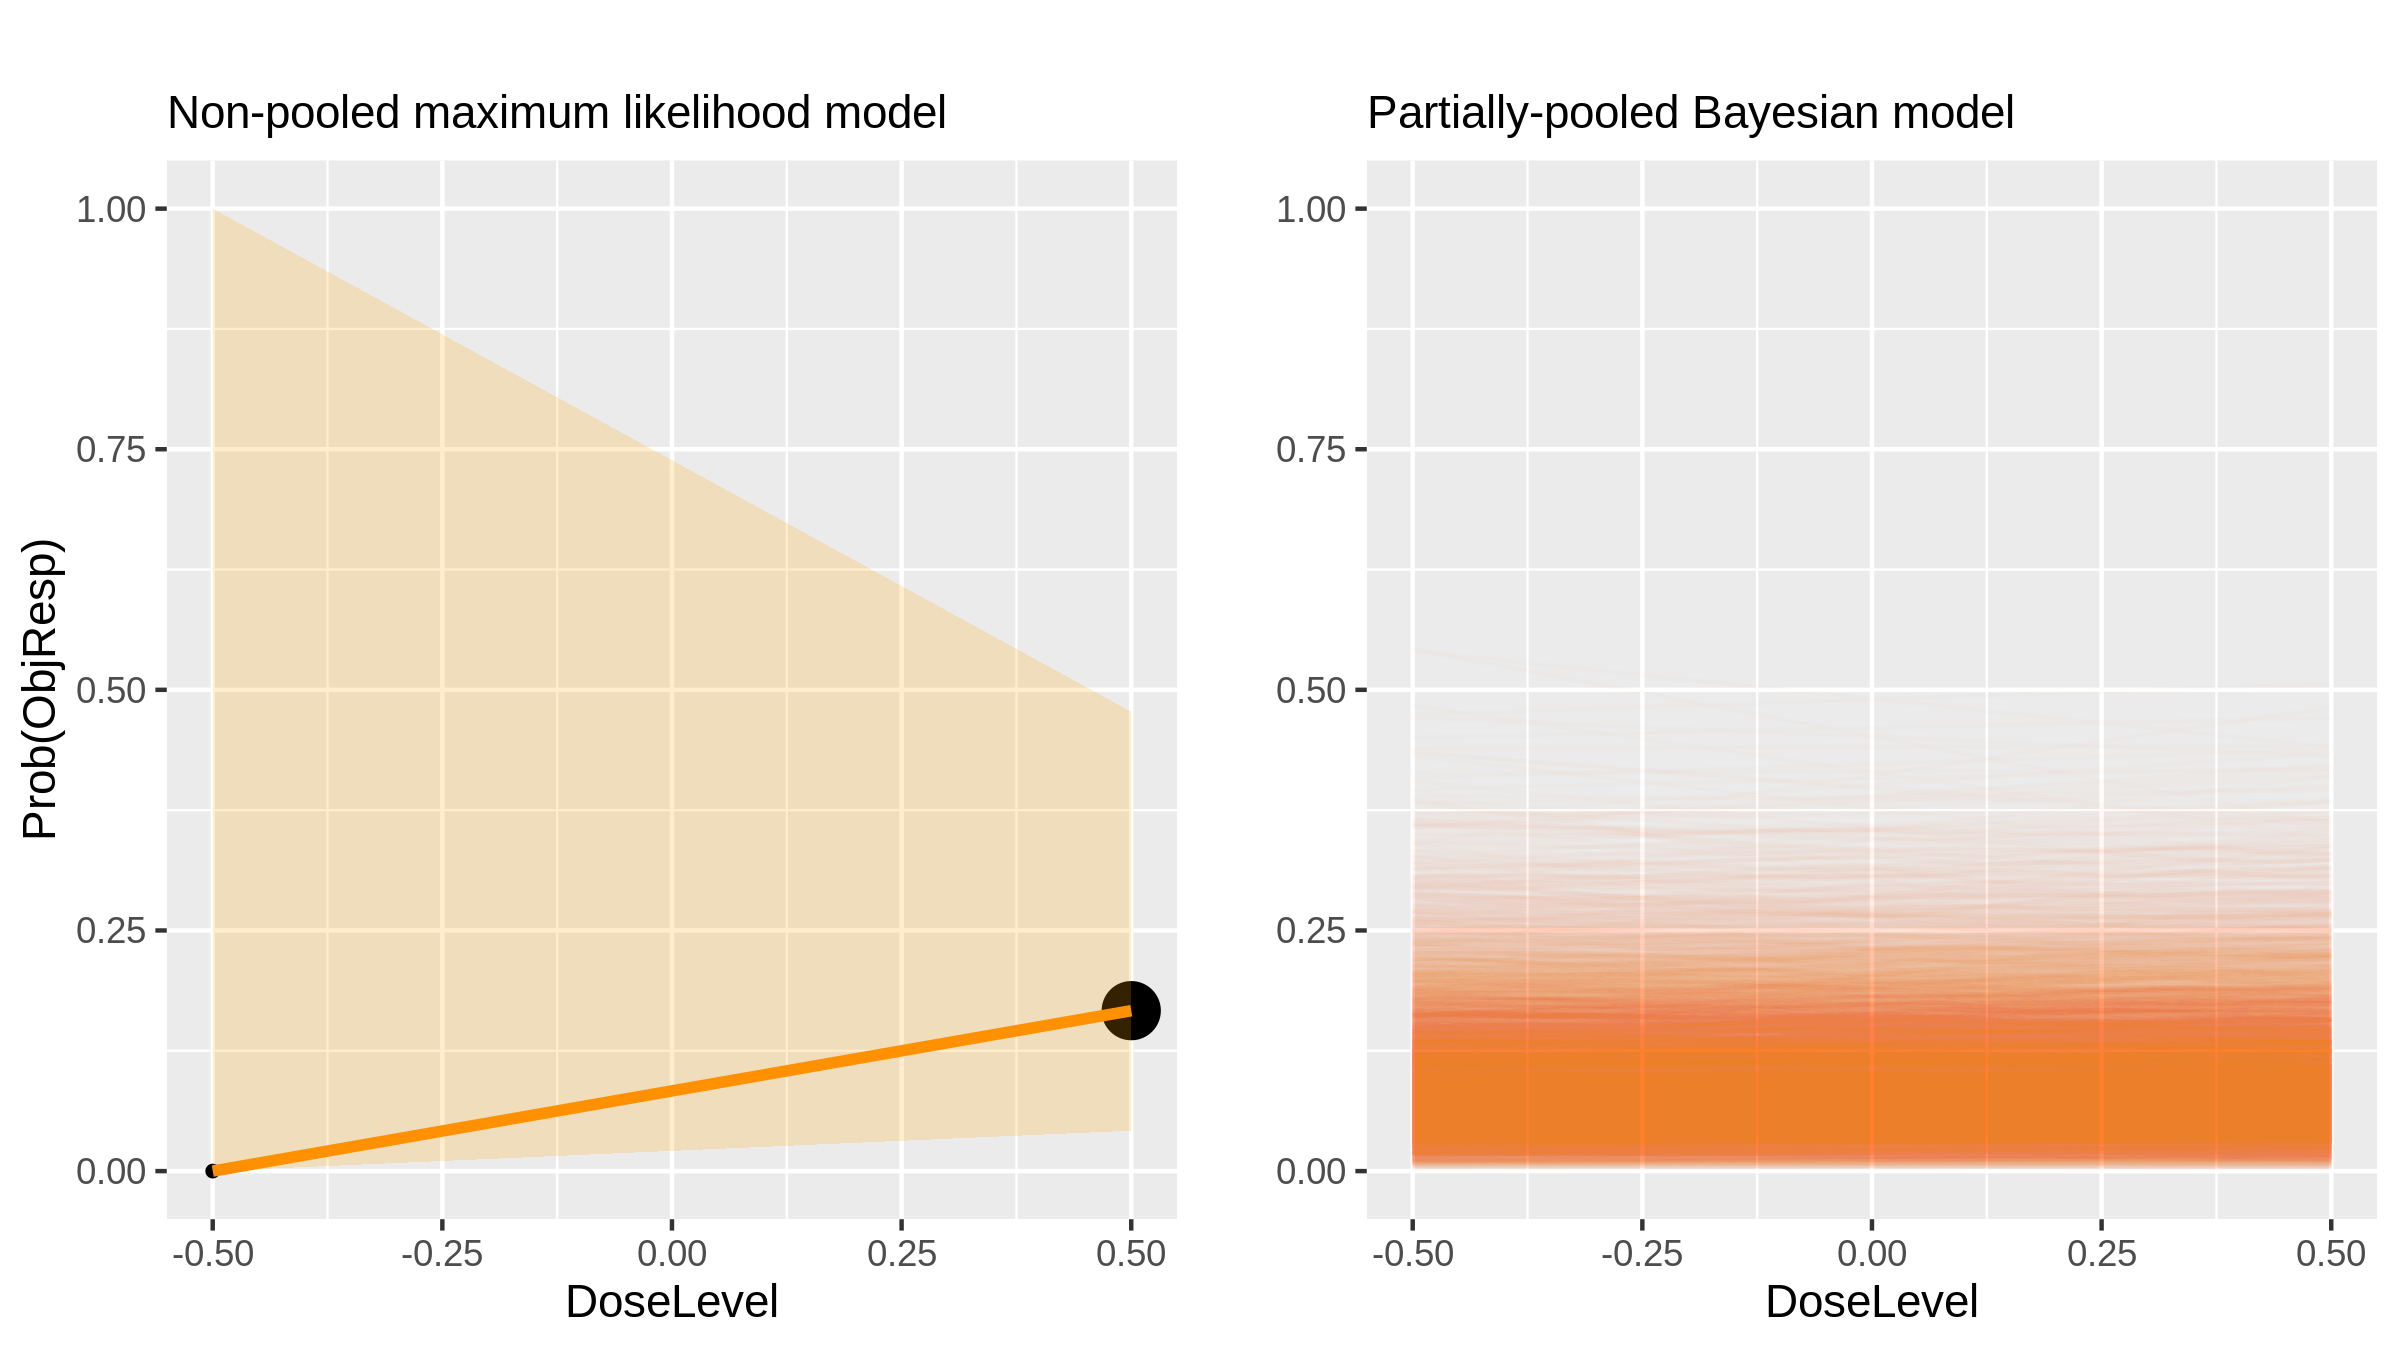 Non-pooled maximum likelihood model
Partially-pooled Bayesian model
Prob(ObjResp)
1.00
0.75
0.50
0.25
0.00
-0.50 -0.25 0.00 0.25 0.50
DoseLevel
1.00
0.75
0.50
0.25
0.00
-0.50 -0.25 0.00 0.25 0.50
DoseLevel